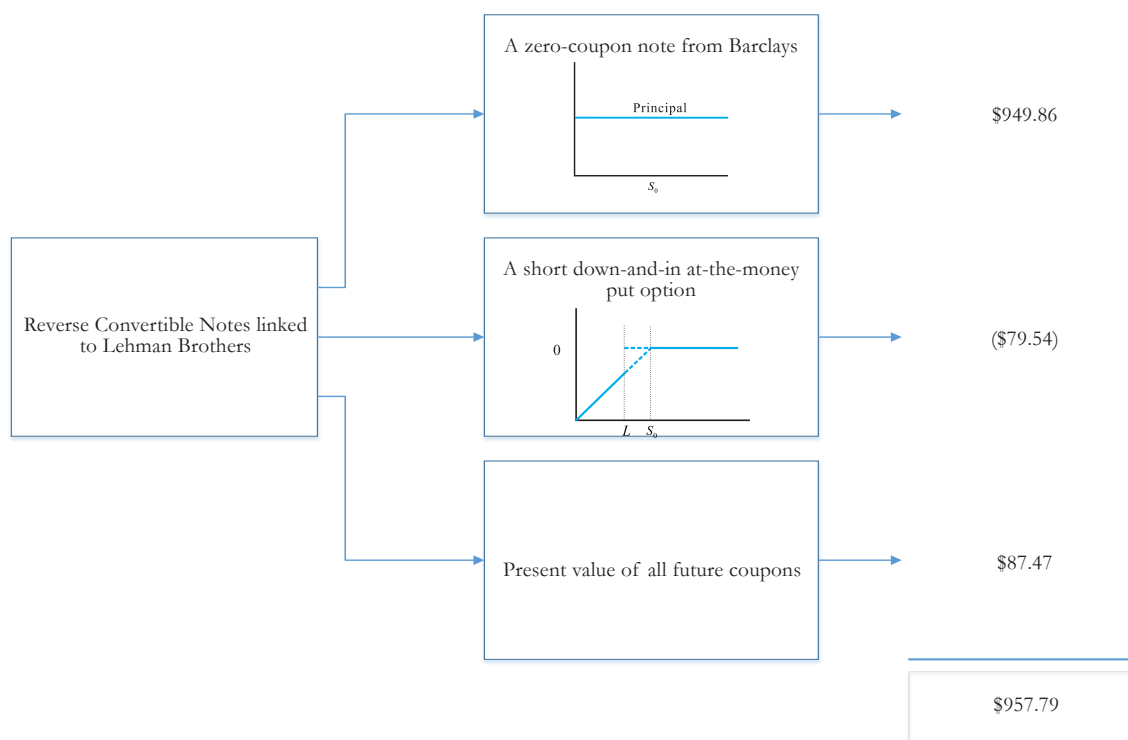 A zero-coupon note from Barclays
Principal
S₀
$949.86
Reverse Convertible Notes linked
to Lehman Brothers
A short down-and-in at-the-money
put option
0
L S₀
($79.54)
Present value of all future coupons
$87.47
$957.79